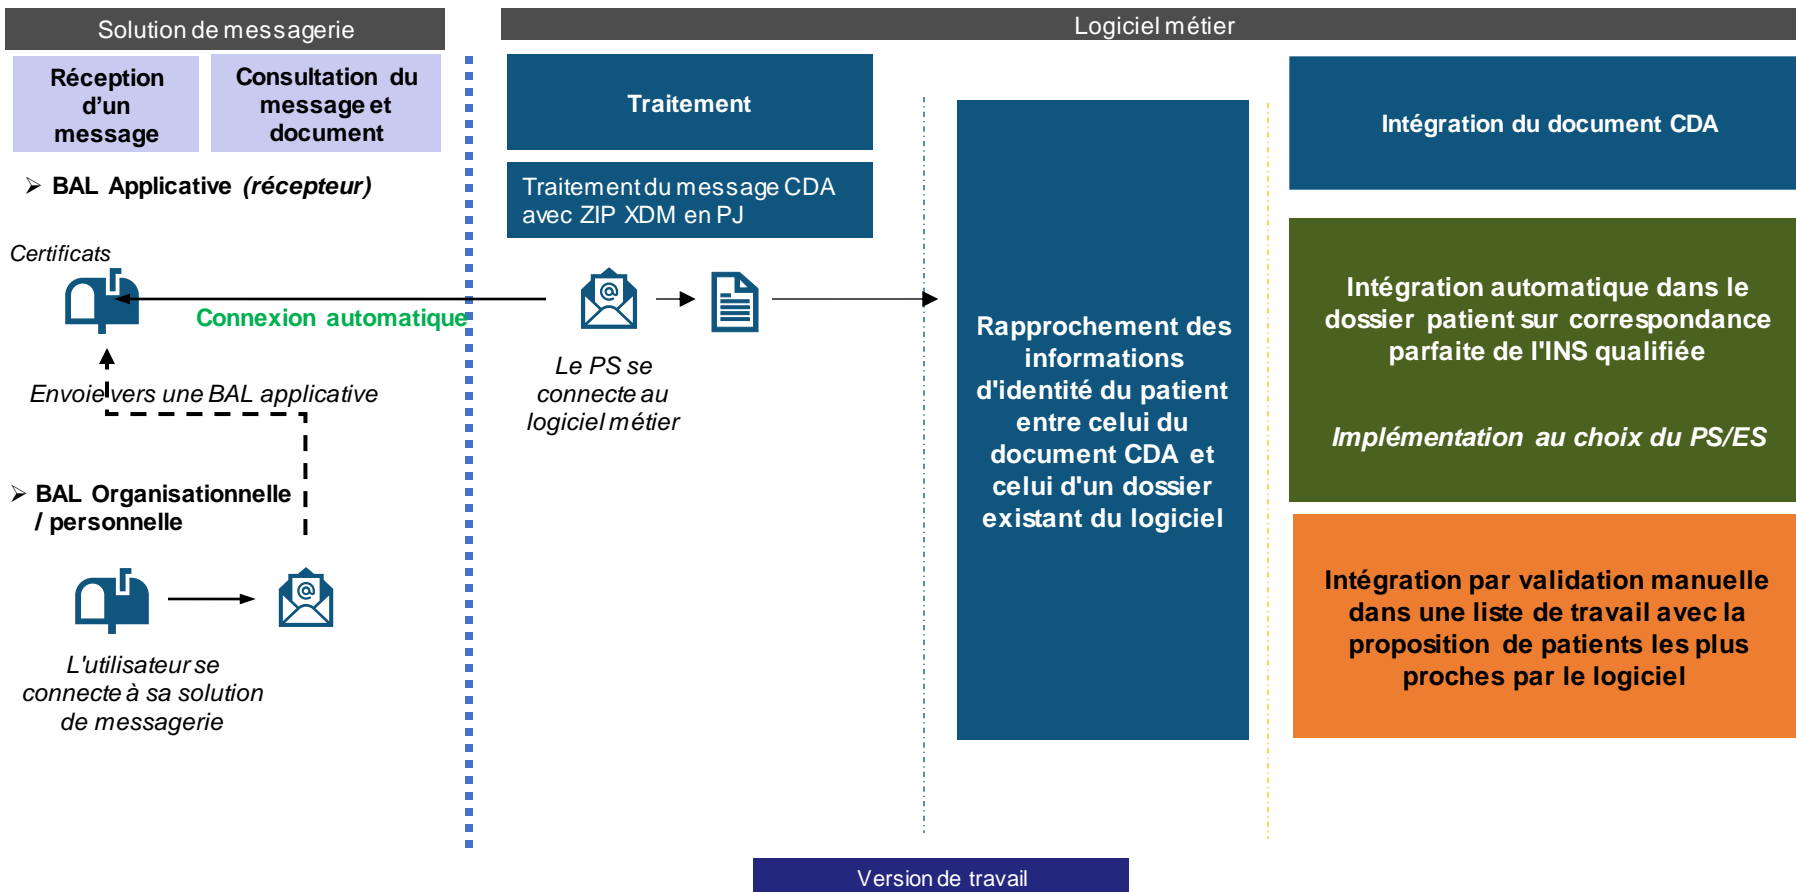 Solution de messagerie
Logiciel métier
Réception
d’un
message
Consultation du
message et
document
Traitement
Intégration du document CDA
➢ BAL Applicative (récepteur)
Traitement du message CDA
avec ZIP XDM en PJ
Certificats
Connexion automatique
Le PS se
connecte au
logiciel métier
Envoie vers une BAL applicative
➢ BAL Organisationnelle
/ personnelle
L'utilisateur se
connecte à sa solution
de messagerie
Rapprochement des
informations
d'identité du patient
entre celui du
document CDA et
celui d'un dossier
existant du logiciel
Intégration automatique dans le
dossier patient sur correspondance
parfaite de l'INS qualifiée
Implémentation au choix du PS/ES
Intégration par validation manuelle
dans une liste de travail avec la
proposition de patients les plus
proches par le logiciel
Version de travail